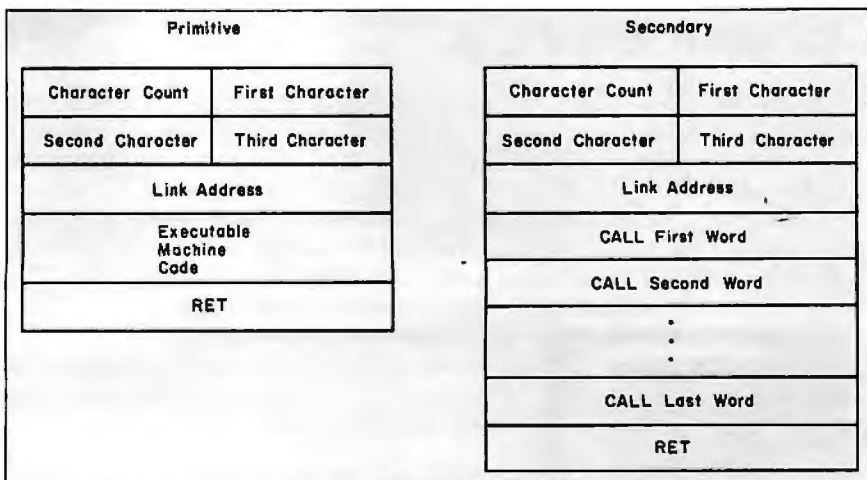 Primitive
Character Count
First Character
Second Character
Third Character
Link Address
Executable
Machine
Code
RET
Secondary
Character Count
First Character
Second Character
Third Character
Link Address
CALL First Word
CALL Second Word
CALL Last Word
RET